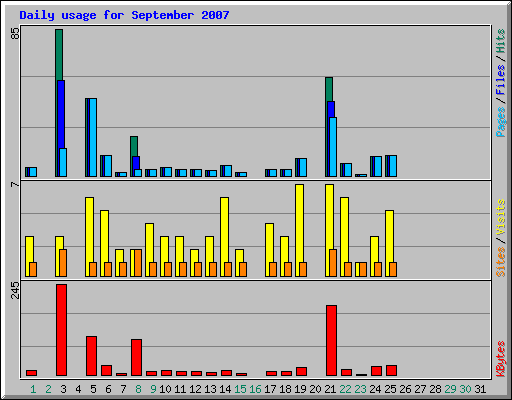 Daily usage for September 2007
85
7
245
Pages / Files / Hits
Sites / Visits
KBytes
1 2 3 4 5 6 7 8 9 10 11 12 13 14 15 16 17 18 19 20 21 22 23 24 25 26 27 28 29 30 31